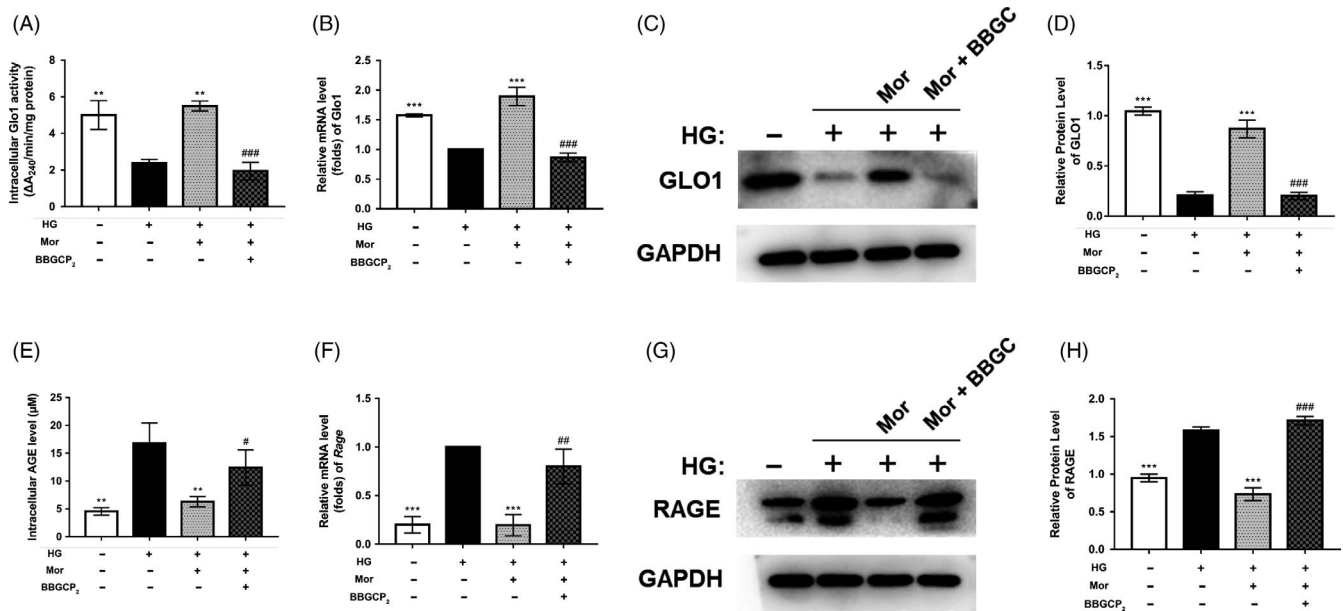 (A)
Intracellular Glo1 activity
(ΔA₂₄₀/min/mg protein)
8
6
4
2
0
** ** ###
HG – + + +
Mor – – + +
BBGCP₂ – – – +
(B)
Relative mRNA level
(folds) of Glo1
2.5
2.0
1.5
1.0
0.5
0.0
*** *** ###
HG – + + +
Mor – – + +
BBGCP₂ – – – +
(C)
Mor
Mor + BBGC
HG: – + + +
GLO1
GAPDH
(D)
Relative Protein Level
of GLO1
1.5
1.0
0.5
0.0
*** *** ###
HG – + + +
Mor – – + +
BBGCP₂ – – – +
(E)
Intracellular AGE level (μM)
25
20
15
10
5
0
** ** #
HG – + + +
Mor – – + +
BBGCP₂ – – – +
(F)
Relative mRNA level
(folds) of Rage
1.5
1.0
0.5
0.0
*** *** ##
HG – + + +
Mor – – + +
BBGCP₂ – – – +
(G)
Mor
Mor + BBGC
HG: – + + +
RAGE
GAPDH
(H)
Relative Protein Level
of RAGE
2.0
1.5
1.0
0.5
0.0
*** *** ###
HG – + + +
Mor – – + +
BBGCP₂ – – – +